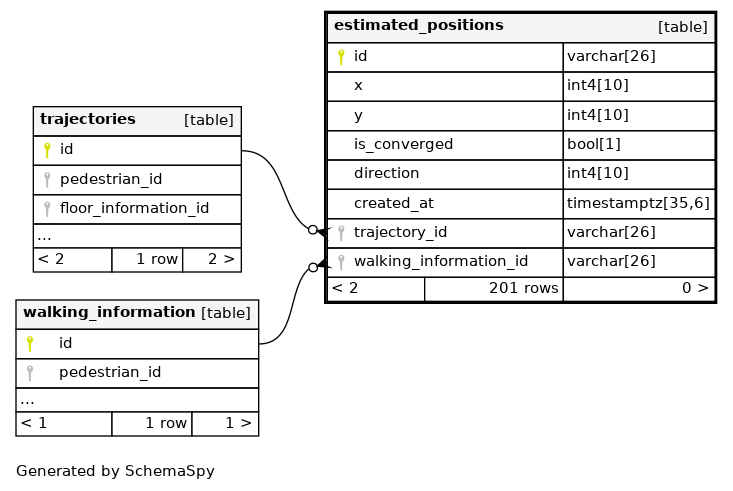 estimated_positions [table]
id varchar[26]
x int4[10]
y int4[10]
is_converged bool[1]
direction int4[10]
created_at timestamptz[35,6]
trajectory_id varchar[26]
walking_information_id varchar[26]
< 2 201 rows 0 >
trajectories [table]
id
pedestrian_id
floor_information_id
...
< 2 1 row 2 >
walking_information [table]
id
pedestrian_id
...
< 1 1 row 1 >
Generated by SchemaSpy